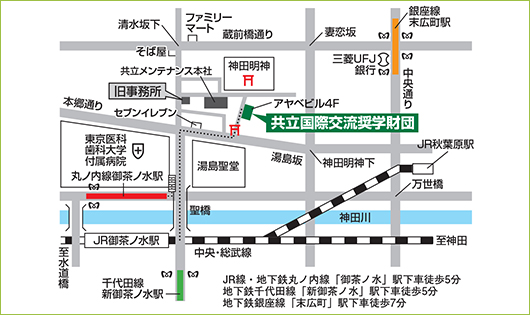 清水坂下
ファミリー
マート
蔵前橋通り
妻恋坂
銀座線
末広町駅
そば屋
共立メンテナンス本社
神田明神
三菱UFJ
銀行
中央通り
旧事務所
アヤベビル4F
本郷通り
セブンイレブン
共立国際交流奨学財団
東京医科
歯科大学
付属病院
湯島聖堂
湯島坂
神田明神下
JR秋葉原駅
丸ノ内線御茶ノ水駅
聖橋
万世橋
神田川
JR御茶ノ水駅
中央・総武線
至神田
至水道橋
千代田線
新御茶ノ水駅
JR線・地下鉄丸ノ内線「御茶ノ水」駅下車徒歩5分
地下鉄千代田線「新御茶ノ水」駅下車徒歩5分
地下鉄銀座線「末広町」駅下車徒歩7分